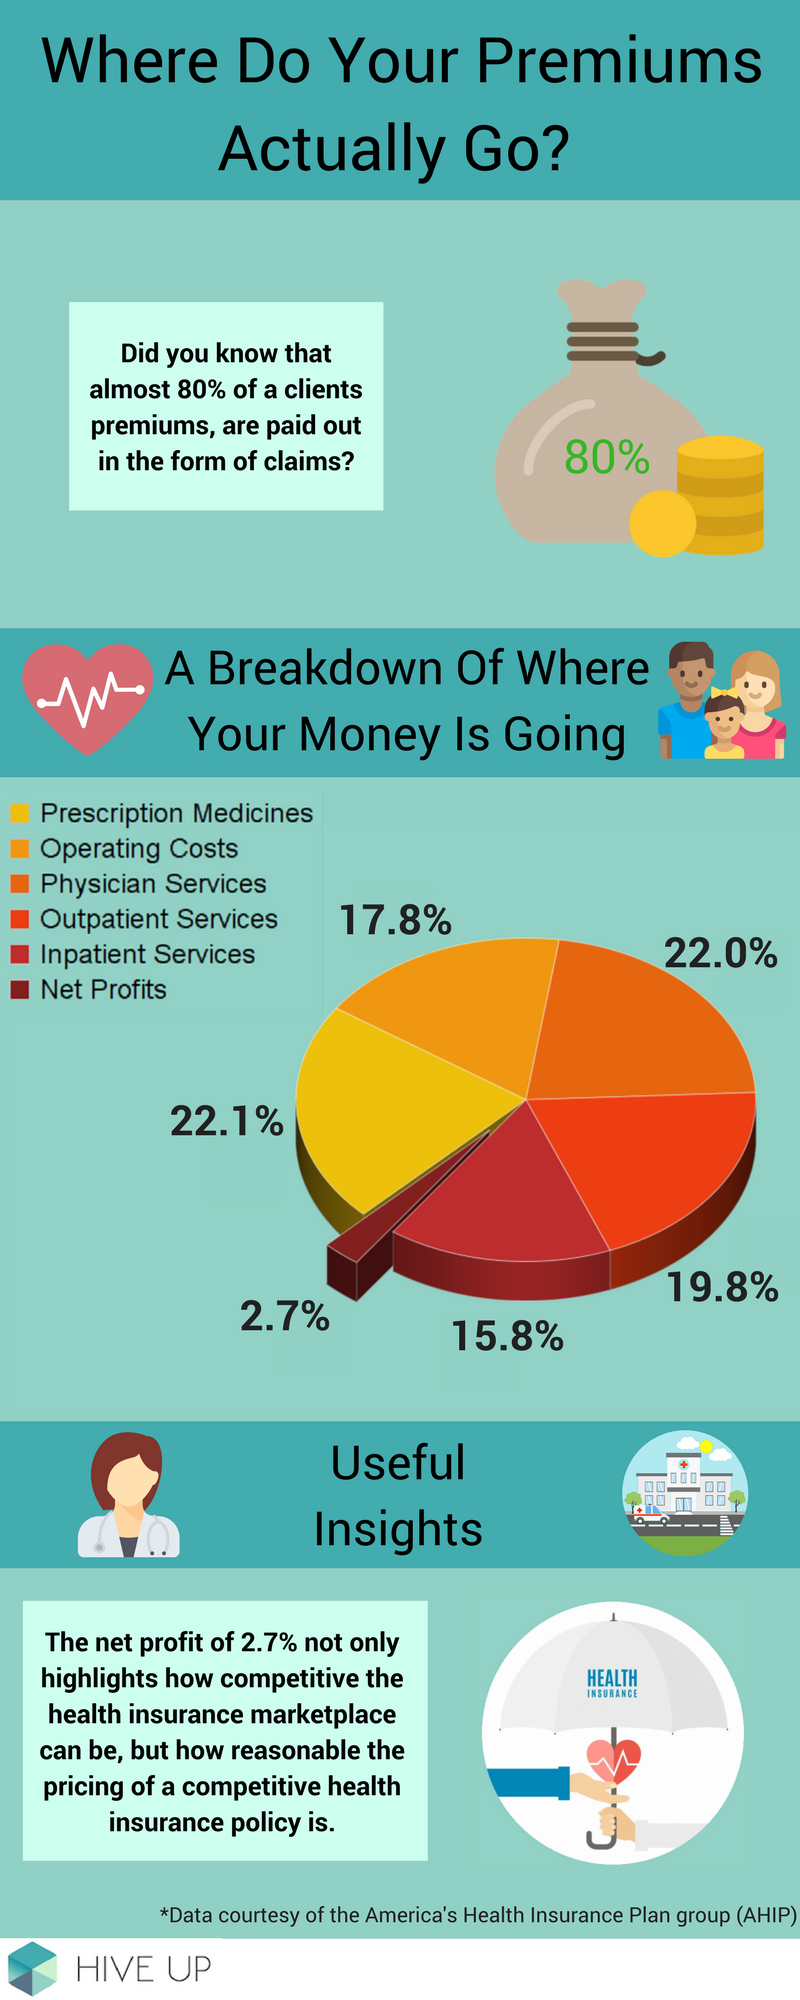 Where Do Your Premiums
Actually Go?
Did you know that
almost 80% of a clients
premiums, are paid out
in the form of claims?
80%
A Breakdown Of Where
Your Money Is Going
Prescription Medicines
Operating Costs
Physician Services
Outpatient Services
Inpatient Services
Net Profits
17.8%
22.0%
22.1%
19.8%
2.7%
15.8%
Useful
Insights
The net profit of 2.7% not only
highlights how competitive the
health insurance marketplace
can be, but how reasonable the
pricing of a competitive health
insurance policy is.
HEALTH
INSURANCE
*Data courtesy of the America's Health Insurance Plan group (AHIP)
HIVE UP